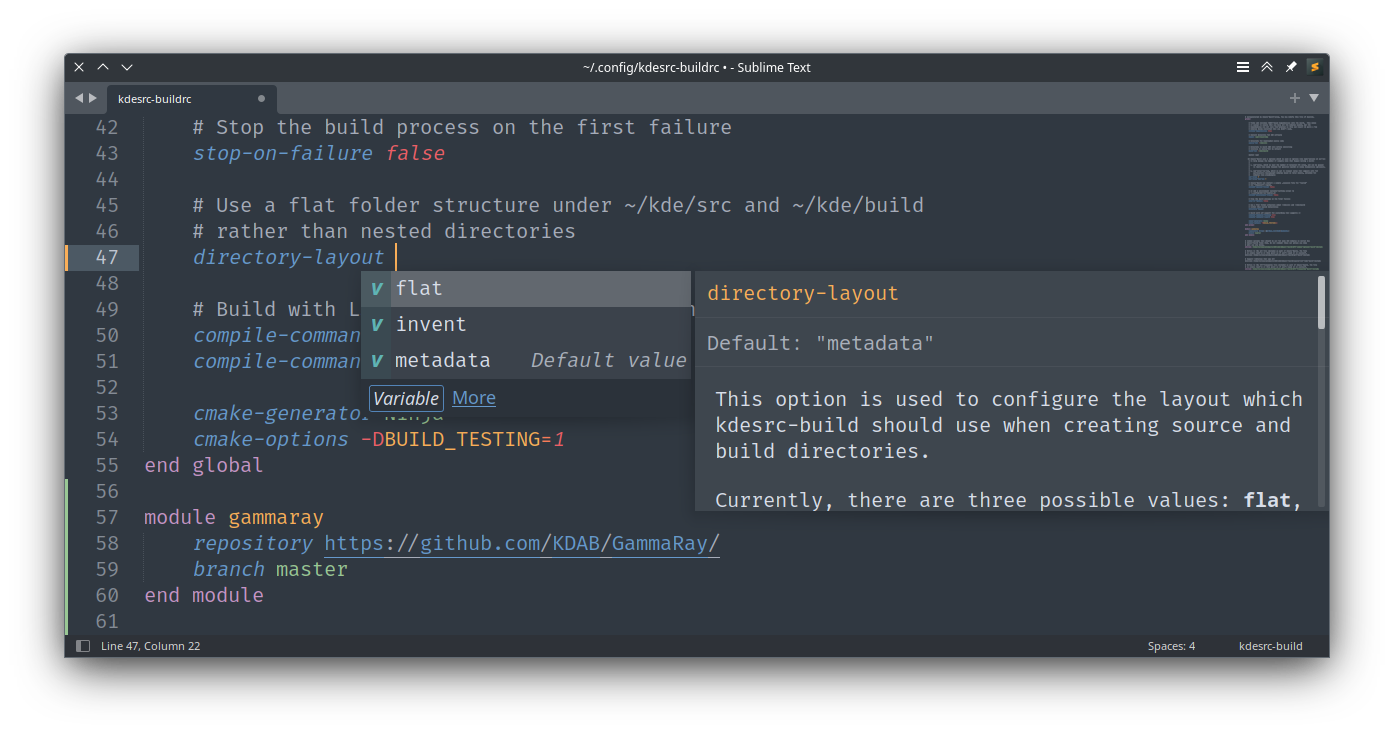 ~/.config/kdesrc-buildrc • - Sublime Text
kdesrc-buildrc
42 # Stop the build process on the first failure
43 stop-on-failure false
44
45 # Use a flat folder structure under ~/kde/src and ~/kde/build
46 # rather than nested directories
47 directory-layout
48
49 # Build with L
50 compile-comman
51 compile-comman
52
53 cmake-generator Ninja
54 cmake-options -DBUILD_TESTING=1
55 end global
56
57 module gammaray
58 repository https://github.com/KDAB/GammaRay/
59 branch master
60 end module
61
v flat
v invent
v metadata Default value
Variable More
directory-layout
Default: "metadata"
This option is used to configure the layout which
kdesrc-build should use when creating source and
build directories.
Currently, there are three possible values: flat,
Line 47, Column 22
Spaces: 4
kdesrc-build